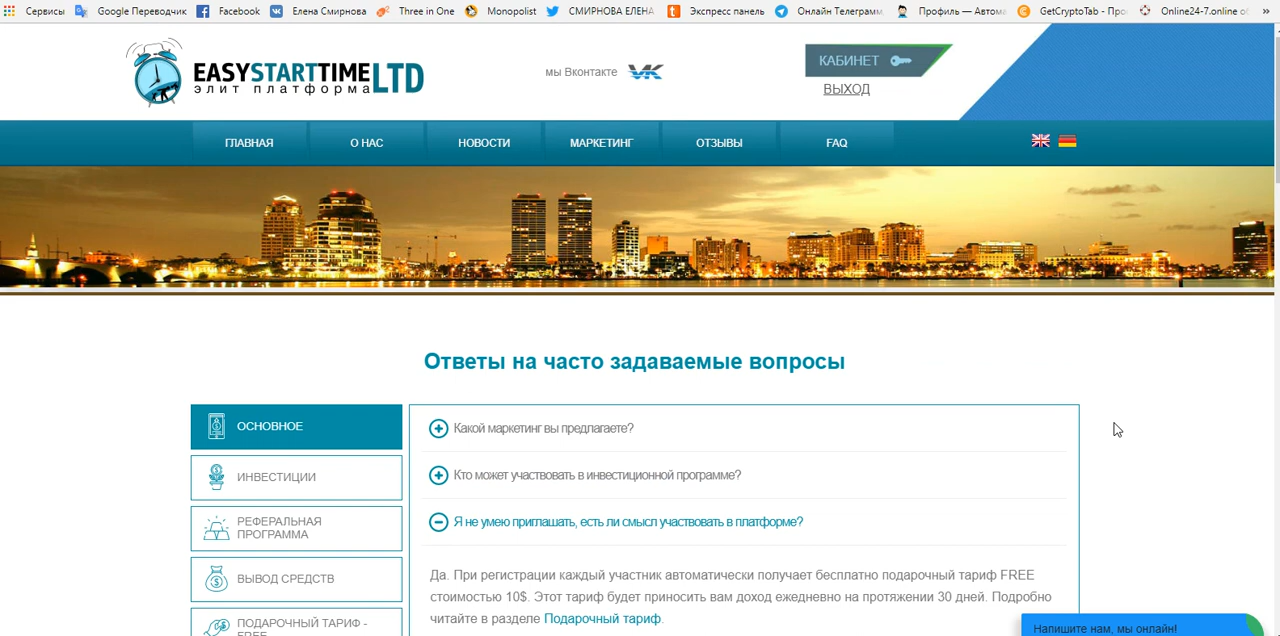 Сервисы Google Переводчик Facebook Елена Смирнова Three in One Monopolist СМИРНОВА ЕЛЕНА Экспресс панель Онлайн Телеграмм Профиль — Автома GetCryptoTab - Про Online24-7.online »
EASYSTARTTIMELTD
элит платформа
мы Вконтакте
КАБИНЕТ
ВЫХОД
ГЛАВНАЯ О НАС НОВОСТИ МАРКЕТИНГ ОТЗЫВЫ FAQ
Ответы на часто задаваемые вопросы
ОСНОВНОЕ
ИНВЕСТИЦИИ
РЕФЕРАЛЬНАЯ
ПРОГРАММА
ВЫВОД СРЕДСТВ
ПОДАРОЧНЫЙ ТАРИФ -
FREE
Какой маркетинг вы предлагаете?
Кто может участвовать в инвестиционной программе?
Я не умею приглашать, есть ли смысл участвовать в платформе?
Да. При регистрации каждый участник автоматически получает бесплатно подарочный тариф FREE
стоимостью 10$. Этот тариф будет приносить вам доход ежедневно на протяжении 30 дней. Подробно
читайте в разделе Подарочный тариф.
Напишите нам, мы онлайн!